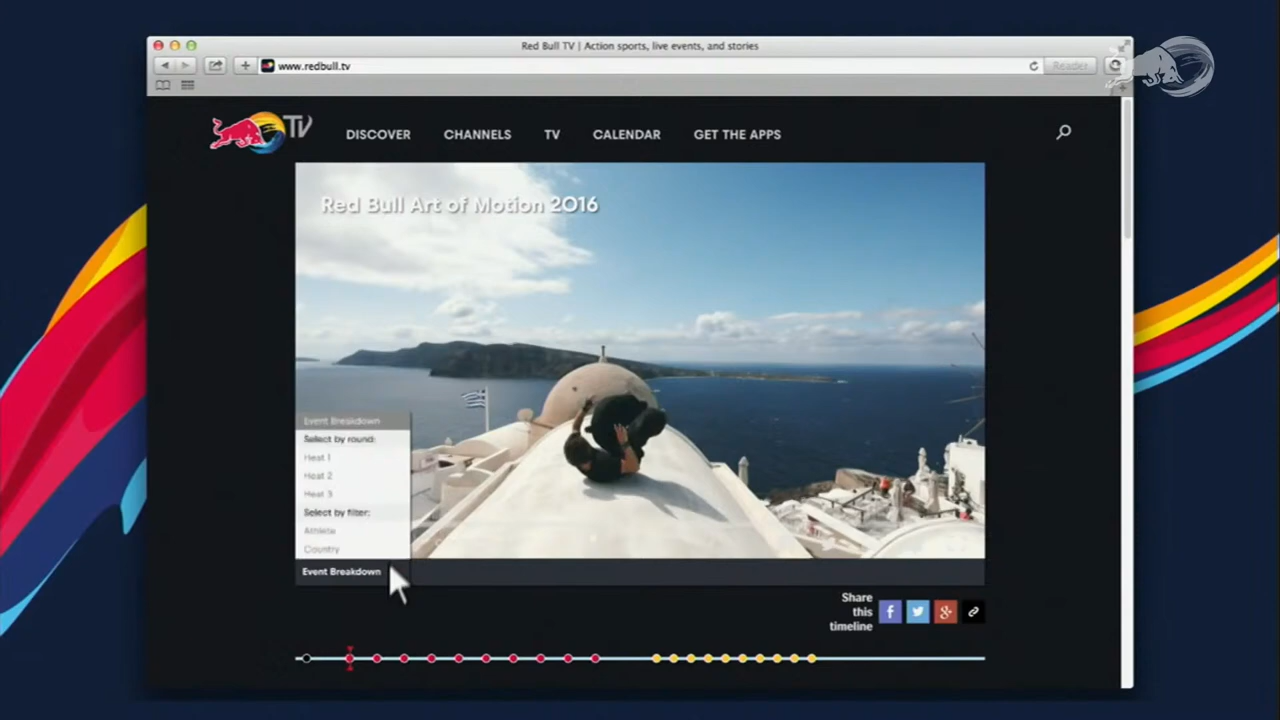 Red Bull TV | Action sports, live events, and stories
www.redbull.tv
Reader
TV
DISCOVER
CHANNELS
TV
CALENDAR
GET THE APPS
Red Bull Art of Motion 2016
Event Breakdown
Select by round:
Heat 1
Heat 2
Heat 3
Select by filter:
Athlete
Country
Event Breakdown
Share
this
timeline